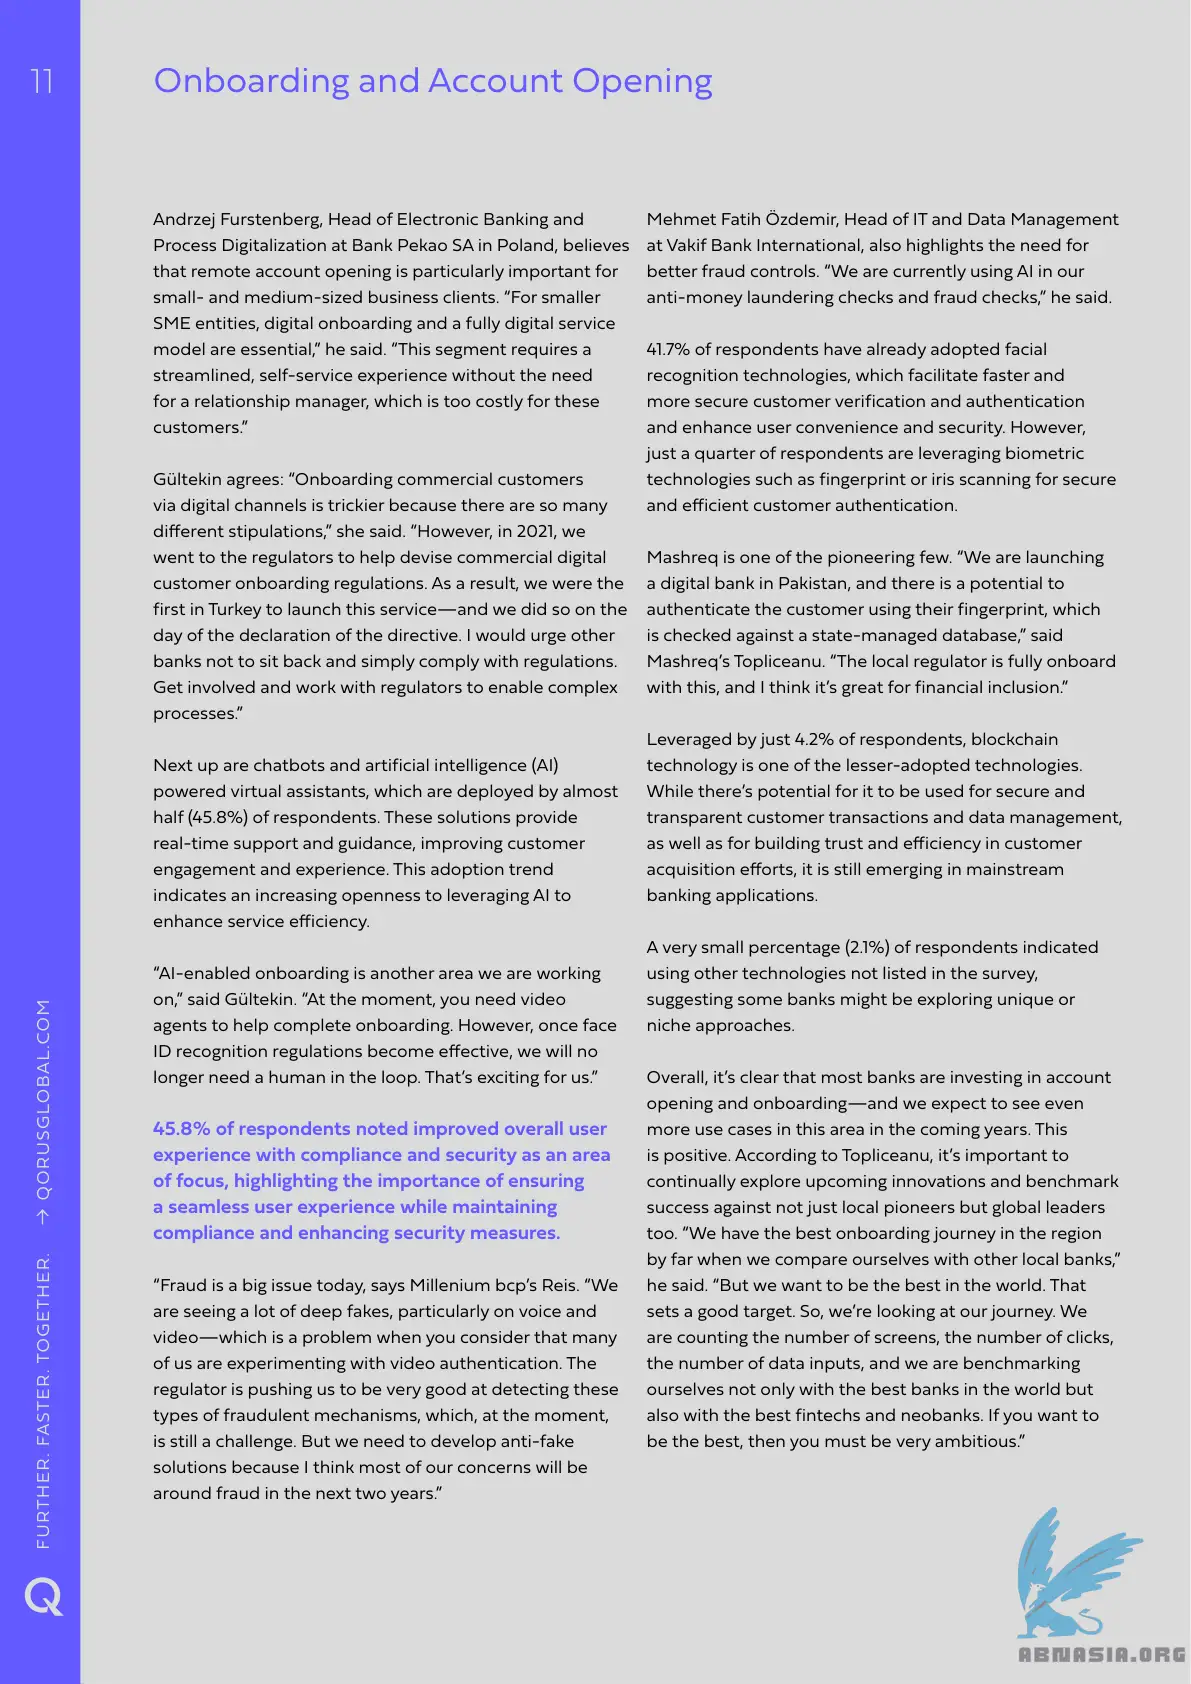 11
Onboarding and Account Opening
Andrzej Furstenberg, Head of Electronic Banking and
Process Digitalization at Bank Pekao SA in Poland, believes
that remote account opening is particularly important for
small- and medium-sized business clients. “For smaller
SME entities, digital onboarding and a fully digital service
model are essential,” he said. “This segment requires a
streamlined, self-service experience without the need
for a relationship manager, which is too costly for these
customers.”
Gültekin agrees: “Onboarding commercial customers
via digital channels is trickier because there are so many
different stipulations,” she said. “However, in 2021, we
went to the regulators to help devise commercial digital
customer onboarding regulations. As a result, we were the
first in Turkey to launch this service—and we did so on the
day of the declaration of the directive. I would urge other
banks not to sit back and simply comply with regulations.
Get involved and work with regulators to enable complex
processes.”
Next up are chatbots and artificial intelligence (AI)
powered virtual assistants, which are deployed by almost
half (45.8%) of respondents. These solutions provide
real-time support and guidance, improving customer
engagement and experience. This adoption trend
indicates an increasing openness to leveraging AI to
enhance service efficiency.
“AI-enabled onboarding is another area we are working
on,” said Gültekin. “At the moment, you need video
agents to help complete onboarding. However, once face
ID recognition regulations become effective, we will no
longer need a human in the loop. That’s exciting for us.”
45.8% of respondents noted improved overall user
experience with compliance and security as an area
of focus, highlighting the importance of ensuring
a seamless user experience while maintaining
compliance and enhancing security measures.
“Fraud is a big issue today, says Millenium bcp’s Reis. “We
are seeing a lot of deep fakes, particularly on voice and
video—which is a problem when you consider that many
of us are experimenting with video authentication. The
regulator is pushing us to be very good at detecting these
types of fraudulent mechanisms, which, at the moment,
is still a challenge. But we need to develop anti-fake
solutions because I think most of our concerns will be
around fraud in the next two years.”
Mehmet Fatih Özdemir, Head of IT and Data Management
at Vakif Bank International, also highlights the need for
better fraud controls. “We are currently using AI in our
anti-money laundering checks and fraud checks,” he said.
41.7% of respondents have already adopted facial
recognition technologies, which facilitate faster and
more secure customer verification and authentication
and enhance user convenience and security. However,
just a quarter of respondents are leveraging biometric
technologies such as fingerprint or iris scanning for secure
and efficient customer authentication.
Mashreq is one of the pioneering few. “We are launching
a digital bank in Pakistan, and there is a potential to
authenticate the customer using their fingerprint, which
is checked against a state-managed database,” said
Mashreq’s Topliceanu. “The local regulator is fully onboard
with this, and I think it’s great for financial inclusion.”
Leveraged by just 4.2% of respondents, blockchain
technology is one of the lesser-adopted technologies.
While there’s potential for it to be used for secure and
transparent customer transactions and data management,
as well as for building trust and efficiency in customer
acquisition efforts, it is still emerging in mainstream
banking applications.
A very small percentage (2.1%) of respondents indicated
using other technologies not listed in the survey,
suggesting some banks might be exploring unique or
niche approaches.
Overall, it’s clear that most banks are investing in account
opening and onboarding—and we expect to see even
more use cases in this area in the coming years. This
is positive. According to Topliceanu, it’s important to
continually explore upcoming innovations and benchmark
success against not just local pioneers but global leaders
too. “We have the best onboarding journey in the region
by far when we compare ourselves with other local banks,”
he said. “But we want to be the best in the world. That
sets a good target. So, we’re looking at our journey. We
are counting the number of screens, the number of clicks,
the number of data inputs, and we are benchmarking
ourselves not only with the best banks in the world but
also with the best fintechs and neobanks. If you want to
be the best, then you must be very ambitious.”
FURTHER. FASTER. TOGETHER. → QORUSGLOBAL.COM
Q
ABNASIA.ORG